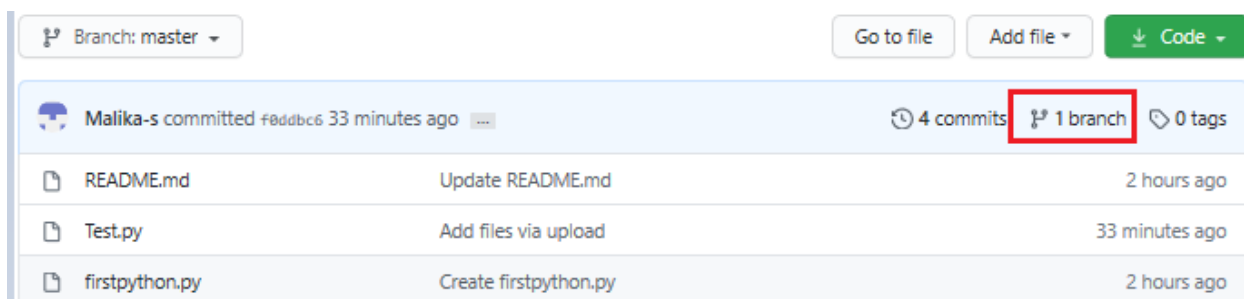 Branch: master Go to file Add file Code
Malika-s committed f0ddbc6 33 minutes ago ... 4 commits 1 branch 0 tags
README.md Update README.md 2 hours ago
Test.py Add files via upload 33 minutes ago
firstpython.py Create firstpython.py 2 hours ago